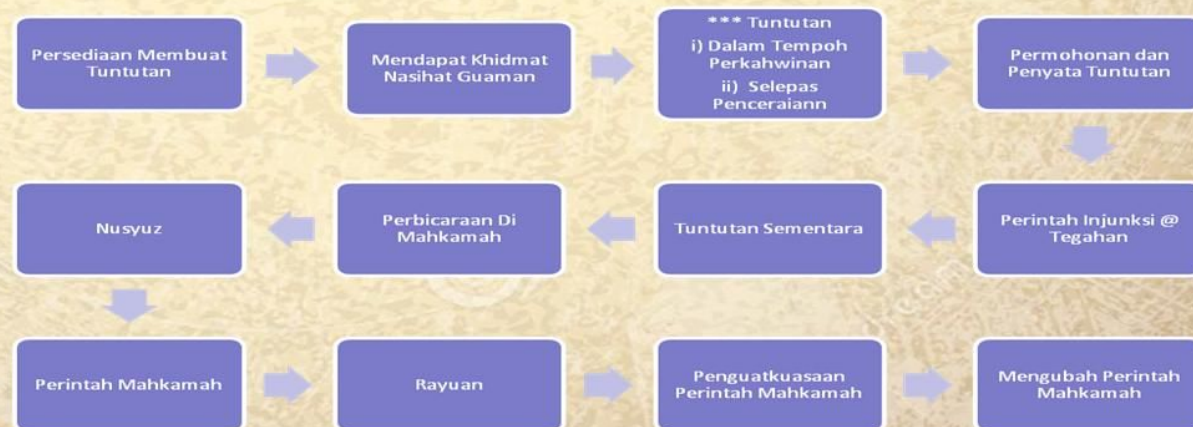 Persediaan Membuat
Tuntutan
Mendapat Khidmat
Nasihat Guaman
*** Tuntutan
i) Dalam Tempoh
Perkahwinan
ii) Selepas
Penceraiann
Permohonan dan
Penyata Tuntutan
Perintah Injunksi @
Tegahan
Tuntutan Sementara
Perbicaraan Di
Mahkamah
Nusyuz
Perintah Mahkamah
Rayuan
Penguatkuasaan
Perintah Mahkamah
Mengubah Perintah
Mahkamah